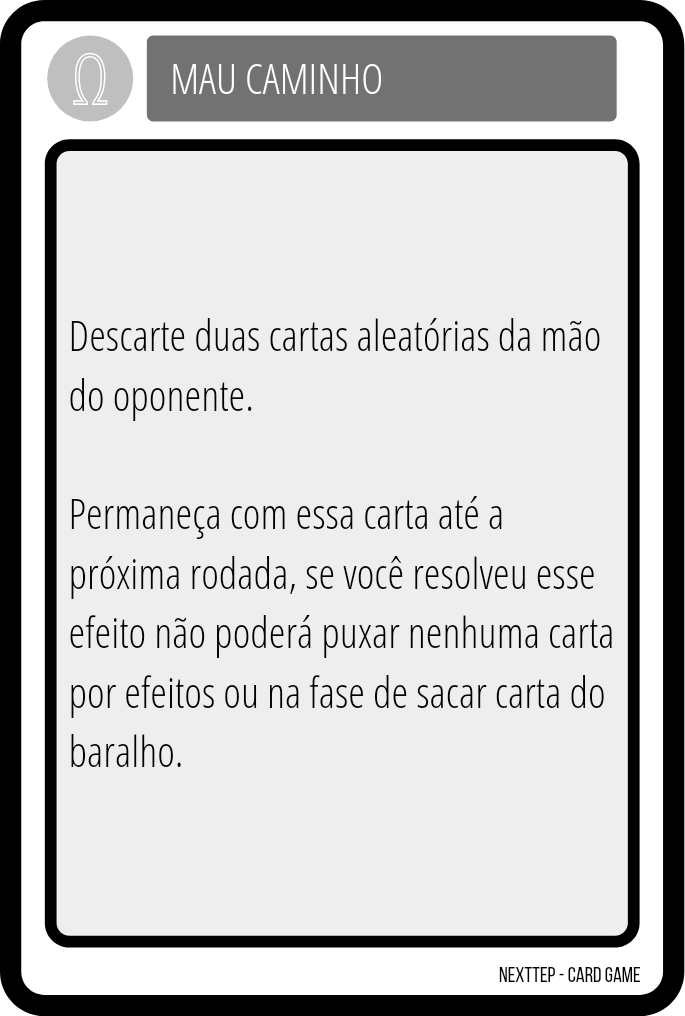 Ω
MAU CAMINHO
Descarte duas cartas aleatórias da mão
do oponente.
Permaneça com essa carta até a
próxima rodada, se você resolveu esse
efeito não poderá puxar nenhuma carta
por efeitos ou na fase de sacar carta do
baralho.
NEXTTEP - CARD GAME